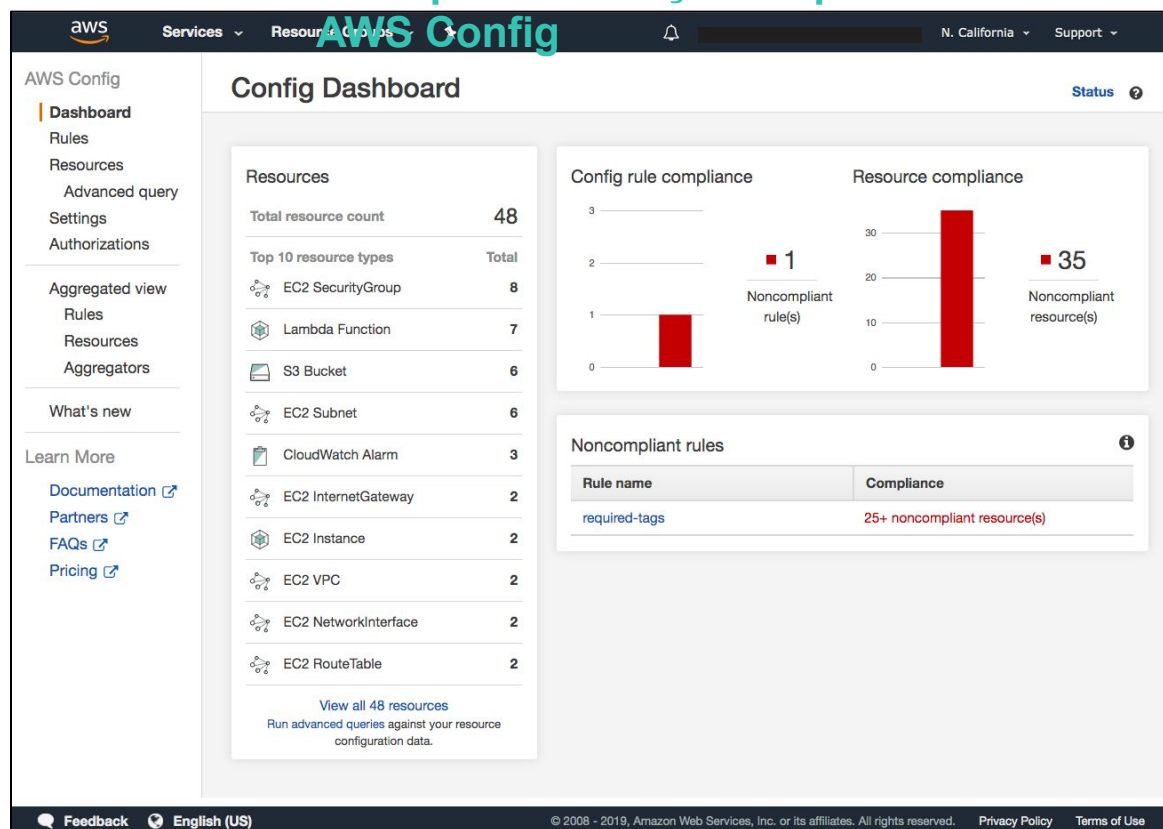 AWS Config
aws Services Resource Groups N. California Support
AWS Config
Dashboard
Rules
Resources
Advanced query
Settings
Authorizations
Aggregated view
Rules
Resources
Aggregators
What's new
Learn More
Documentation
Partners
FAQs
Pricing
Config Dashboard
Status
Resources
Total resource count 48
Top 10 resource types Total
EC2 SecurityGroup 8
Lambda Function 7
S3 Bucket 6
EC2 Subnet 6
CloudWatch Alarm 3
EC2 InternetGateway 2
EC2 Instance 2
EC2 VPC 2
EC2 NetworkInterface 2
EC2 RouteTable 2
View all 48 resources
Run advanced queries against your resource
configuration data.
Config rule compliance
3
2
1
0
1
Noncompliant
rule(s)
Resource compliance
30
20
10
0
35
Noncompliant
resource(s)
Noncompliant rules
Rule name Compliance
required-tags 25+ noncompliant resource(s)
Feedback English (US) © 2008 - 2019, Amazon Web Services, Inc. or its affiliates. All rights reserved. Privacy Policy Terms of Use